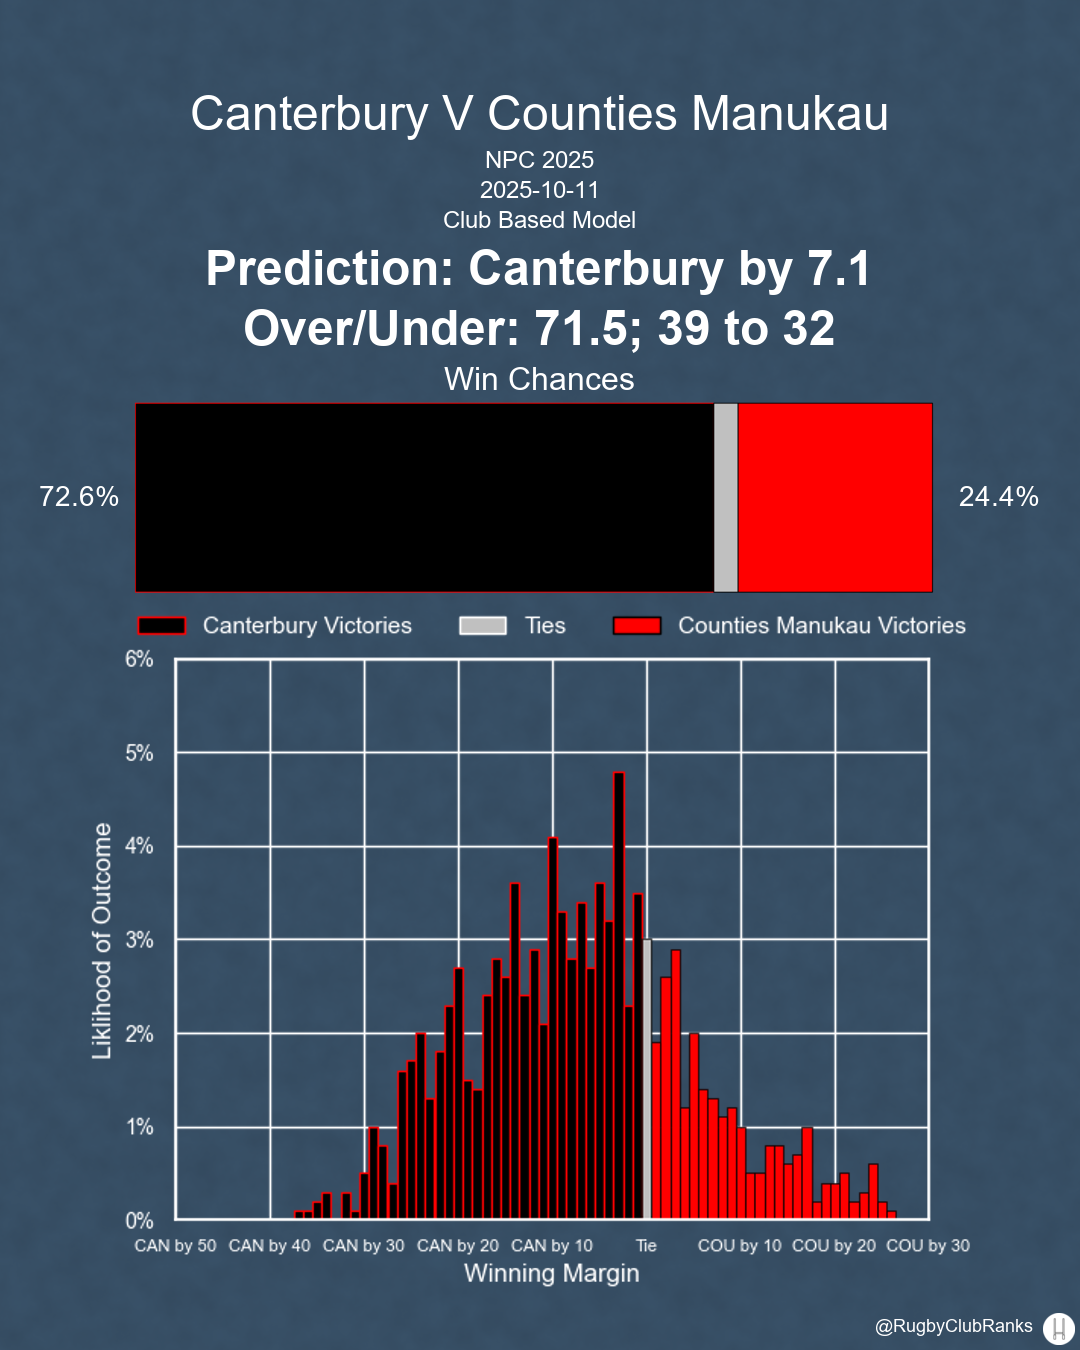 Canterbury V Counties Manukau
NPC 2025
2025-10-11
Club Based Model
Prediction: Canterbury by 7.1
Over/Under: 71.5; 39 to 32
Win Chances
72.6%
24.4%
Canterbury Victories Ties Counties Manukau Victories
6%
5%
4%
3%
2%
1%
0%
Liklihood of Outcome
CAN by 50 CAN by 40 CAN by 30 CAN by 20 CAN by 10 Tie COU by 10 COU by 20 COU by 30
Winning Margin
@RugbyClubRanks